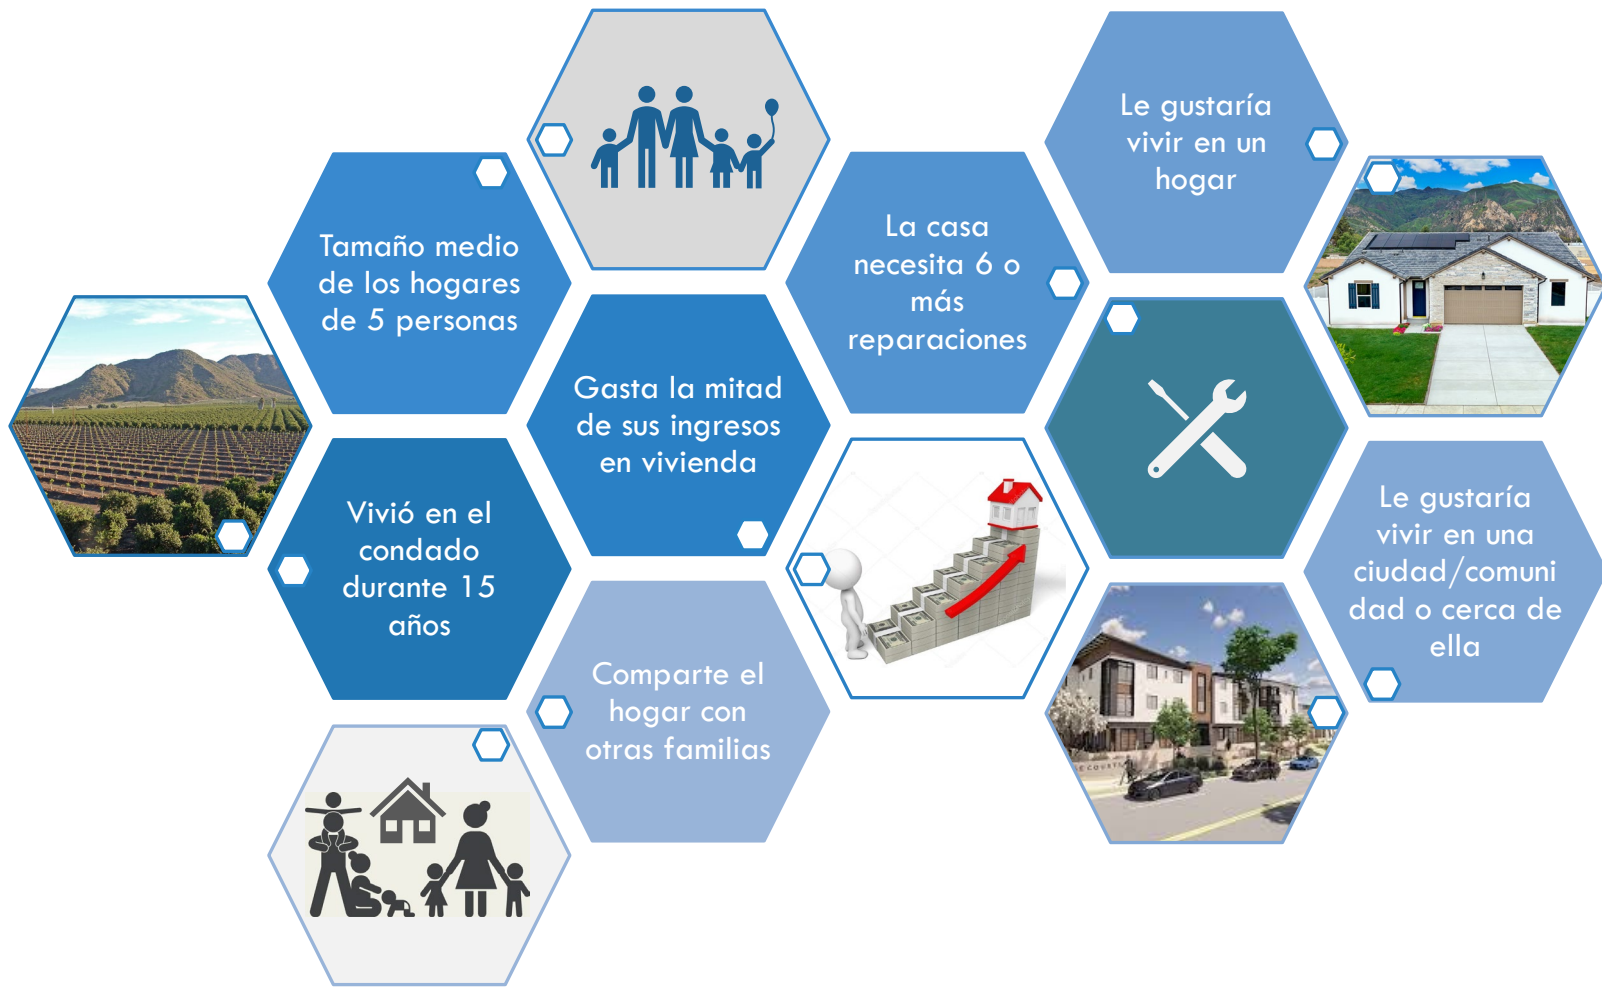 Tamaño medio
de los hogares
de 5 personas
Vivió en el
condado
durante 15
años
Gasta la mitad
de sus ingresos
en vivienda
Comparte el
hogar con
otras familias
La casa
necesita 6 o
más
reparaciones
Le gustaría
vivir en un
hogar
Le gustaría
vivir en una
ciudad/comuni
dad o cerca de
ella